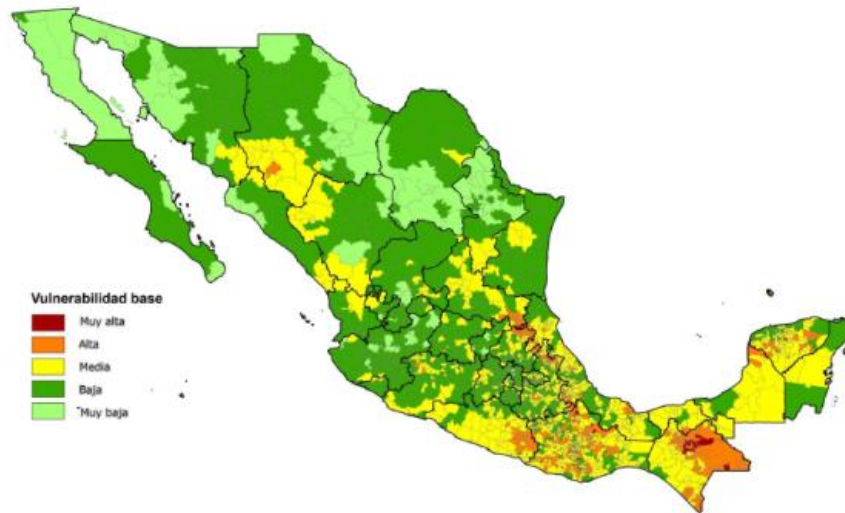 Vulnerabilidad base
Muy alta
Alta
Media
Baja
Muy baja